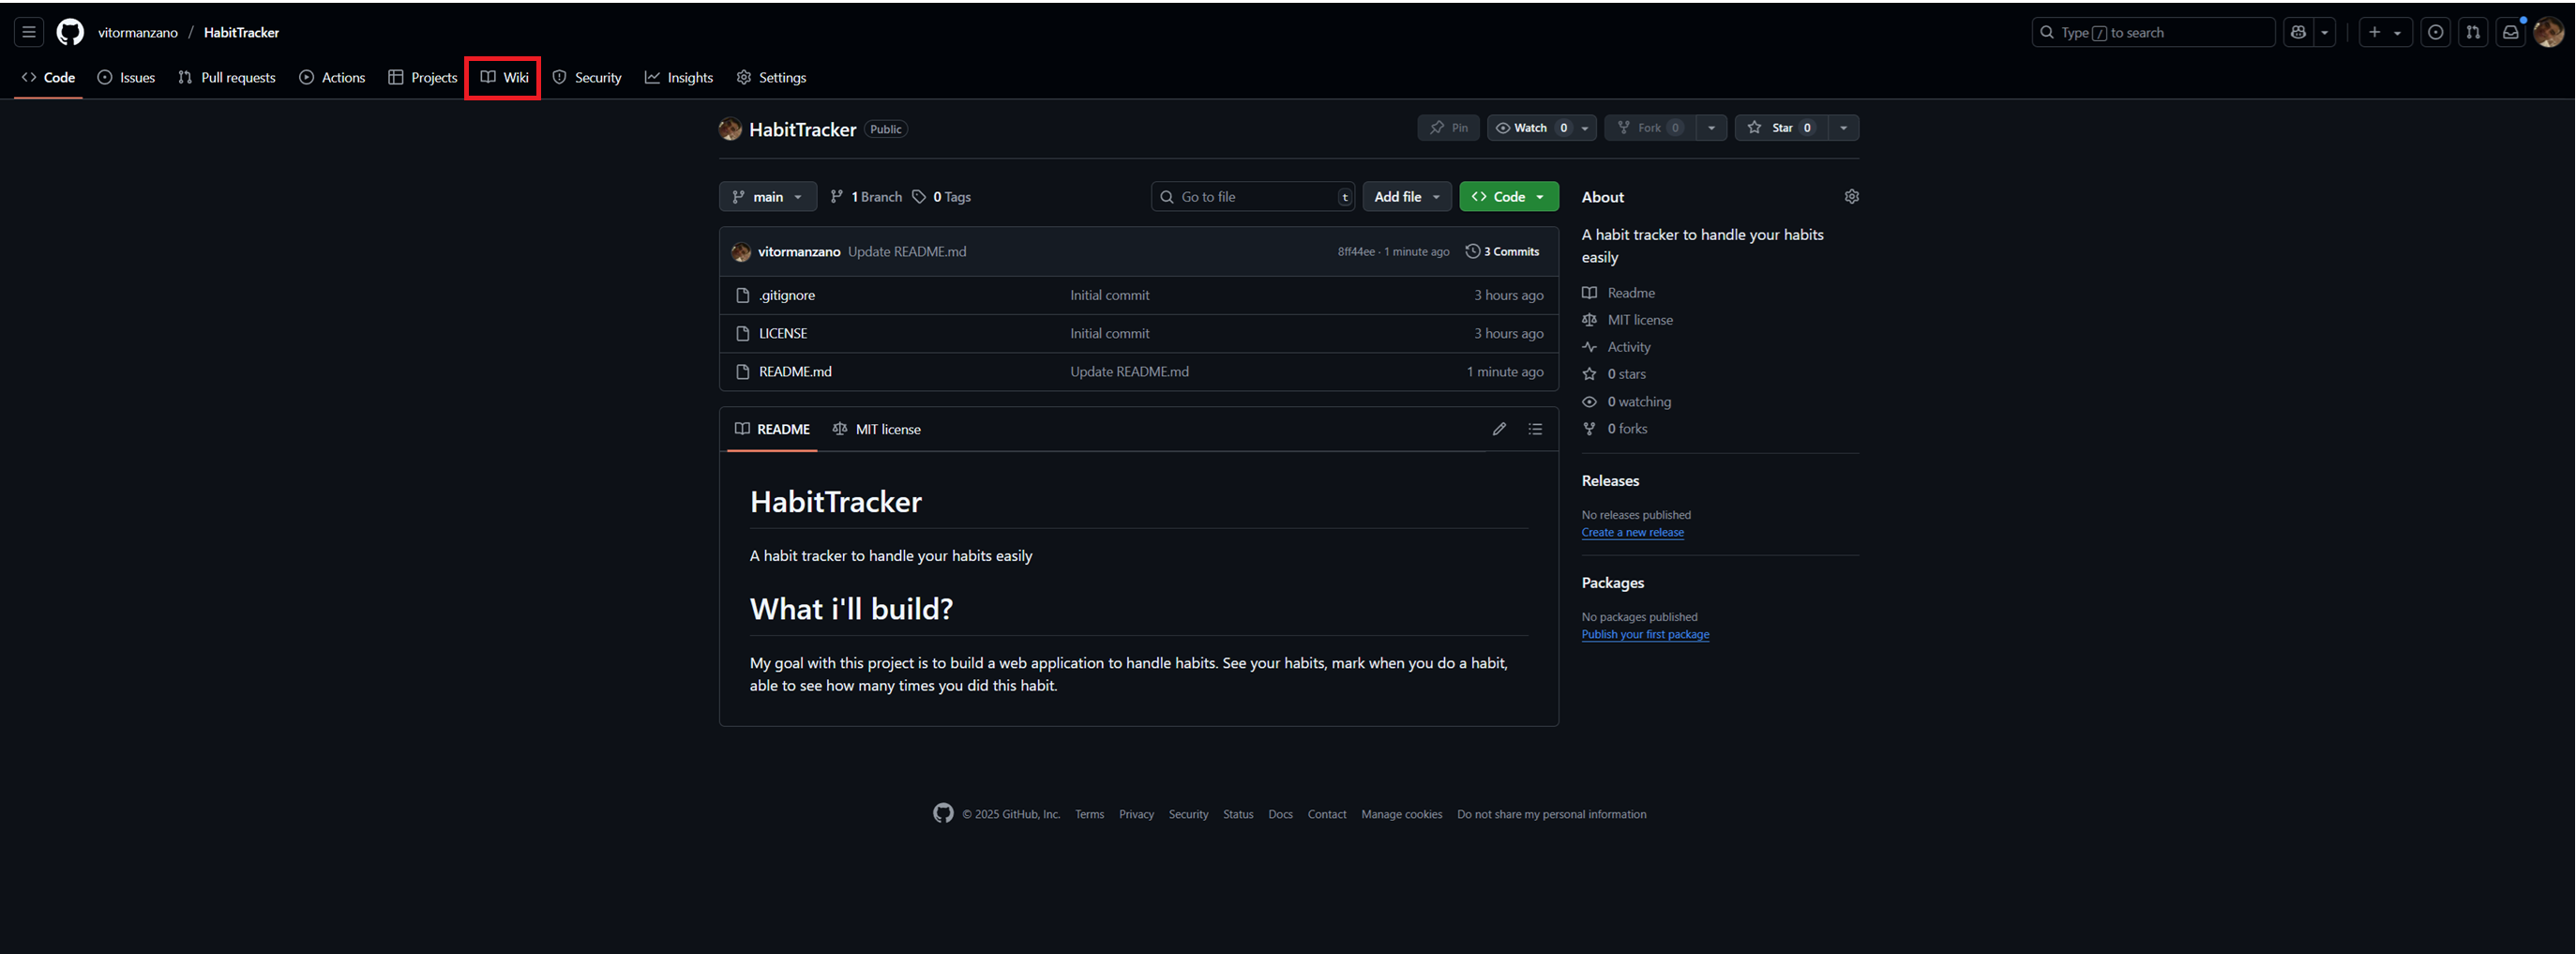 vitormanzano / HabitTracker
Type / to search
Code Issues Pull requests Actions Projects Wiki Security Insights Settings
HabitTracker Public
Pin Watch 0 Fork 0 Star 0
main 1 Branch 0 Tags
Go to file t Add file Code
vitormanzano Update README.md 8ff44ee · 1 minute ago 3 Commits
.gitignore Initial commit 3 hours ago
LICENSE Initial commit 3 hours ago
README.md Update README.md 1 minute ago
README MIT license
HabitTracker
A habit tracker to handle your habits easily
What i'll build?
My goal with this project is to build a web application to handle habits. See your habits, mark when you do a habit,
able to see how many times you did this habit.
About
A habit tracker to handle your habits
easily
Readme
MIT license
Activity
0 stars
0 watching
0 forks
Releases
No releases published
Create a new release
Packages
No packages published
Publish your first package
© 2025 GitHub, Inc. Terms Privacy Security Status Docs Contact Manage cookies Do not share my personal information